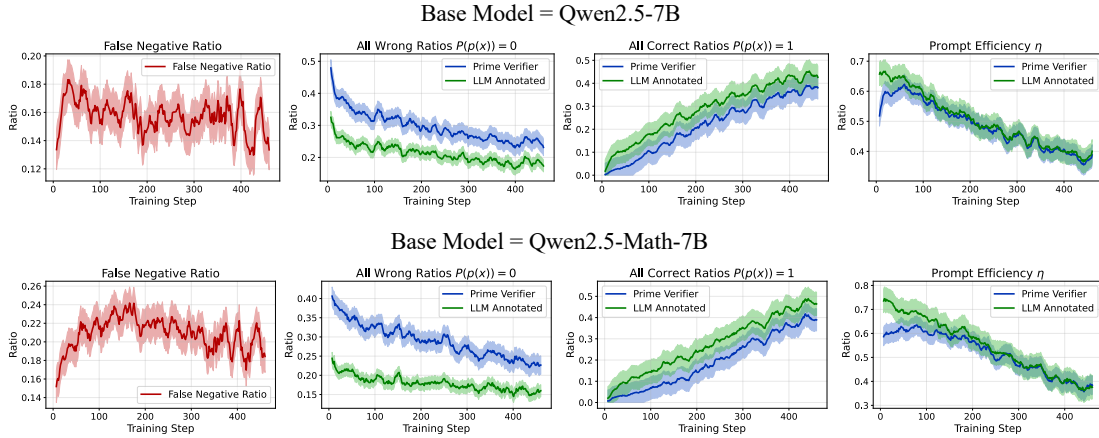 Base Model = Qwen2.5-7B
False Negative Ratio
All Wrong Ratios P(p(x)) = 0
All Correct Ratios P(p(x)) = 1
Prompt Efficiency η
Ratio
0.20
0.18
0.16
0.14
0.12
False Negative Ratio
0 100 200 300 400
Training Step
Ratio
0.5
0.4
0.3
0.2
Prime Verifier
LLM Annotated
0 100 200 300 400
Training Step
Ratio
0.5
0.4
0.3
0.2
0.1
0.0
Prime Verifier
LLM Annotated
0 100 200 300 400
Training Step
Ratio
0.7
0.6
0.5
0.4
Prime Verifier
LLM Annotated
0 100 200 300 400
Training Step
Base Model = Qwen2.5-Math-7B
False Negative Ratio
All Wrong Ratios P(p(x)) = 0
All Correct Ratios P(p(x)) = 1
Prompt Efficiency η
Ratio
0.26
0.24
0.22
0.20
0.18
0.16
0.14
False Negative Ratio
0 100 200 300 400
Training Step
Ratio
0.40
0.35
0.30
0.25
0.20
0.15
Prime Verifier
LLM Annotated
0 100 200 300 400
Training Step
Ratio
0.5
0.4
0.3
0.2
0.1
0.0
Prime Verifier
LLM Annotated
0 100 200 300 400
Training Step
Ratio
0.8
0.7
0.6
0.5
0.4
0.3
Prime Verifier
LLM Annotated
0 100 200 300 400
Training Step